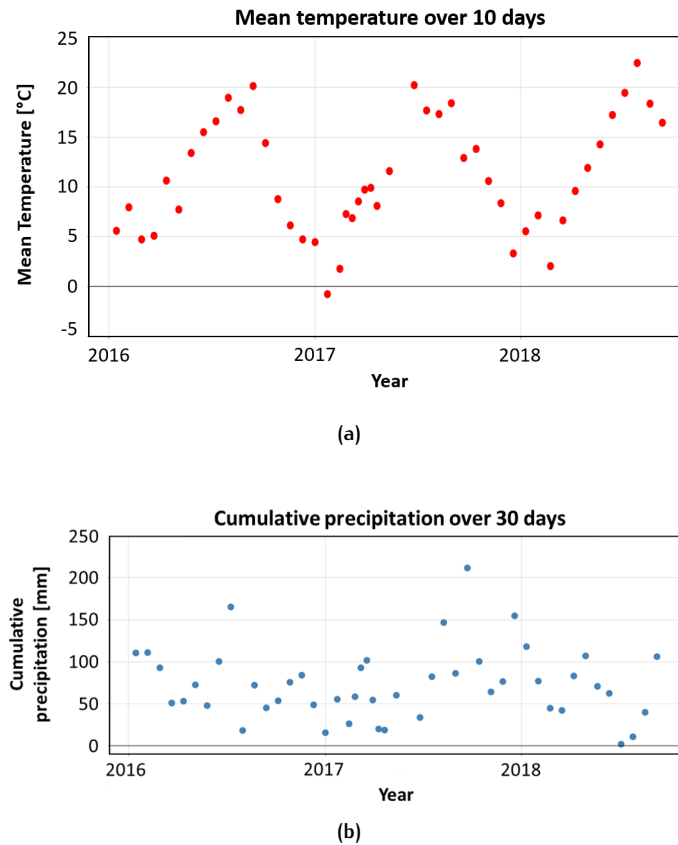 Mean temperature over 10 days
Mean Temperature [°C]
25
20
15
10
5
0
-5
2016
2017
2018
Year
(a)
Cumulative precipitation over 30 days
Cumulative
precipitation [mm]
250
200
150
100
50
0
2016
2017
2018
Year
(b)